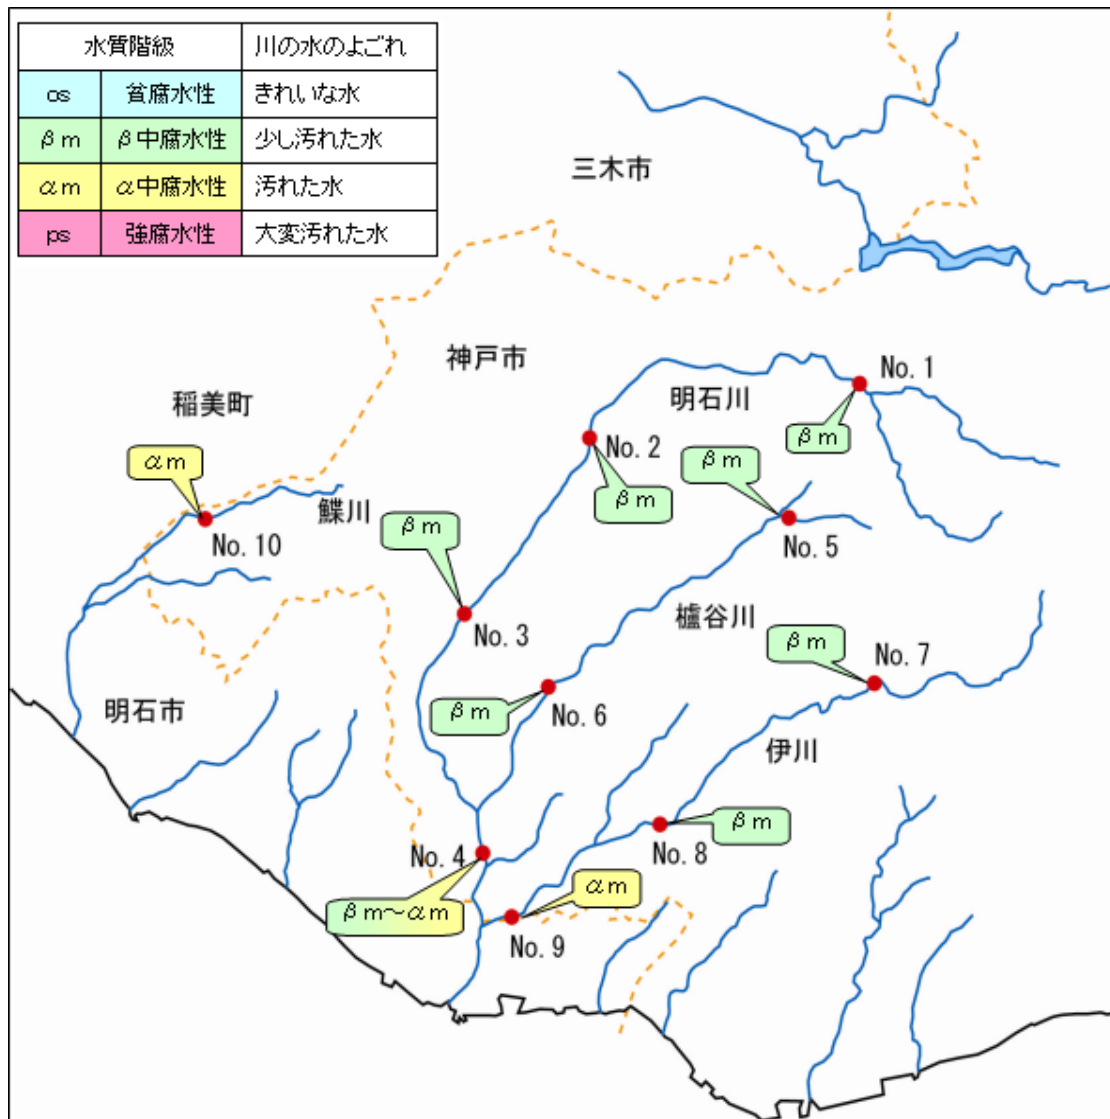 水質階級 川の水のよごれ
os 貧腐水性 きれいな水
βm β中腐水性 少し汚れた水
αm α中腐水性 汚れた水
ps 強腐水性 大変汚れた水
三木市
神戸市
稲美町
明石川
No.1
βm
No.2
βm
βm
No.5
αm
No.10
鰈川
βm
No.3
櫨谷川
βm
No.7
βm
No.6
明石市
伊川
βm
No.8
No.4
βm～αm
αm
No.9